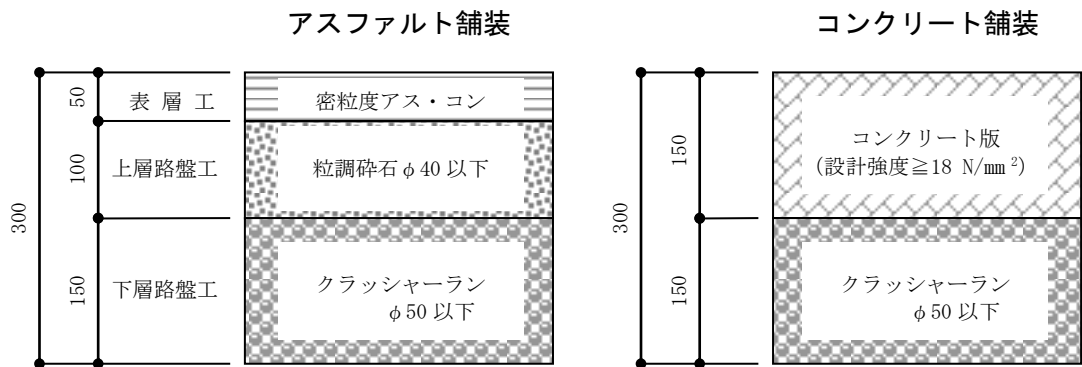 アスファルト舗装
300
50
100
150
表層工
上層路盤工
下層路盤工
密粒度アス・コン
粒調砕石φ40以下
クラッシャーラン
φ50以下
コンクリート舗装
300
150
150
コンクリート版
(設計強度≧18 N/㎜²)
クラッシャーラン
φ50以下